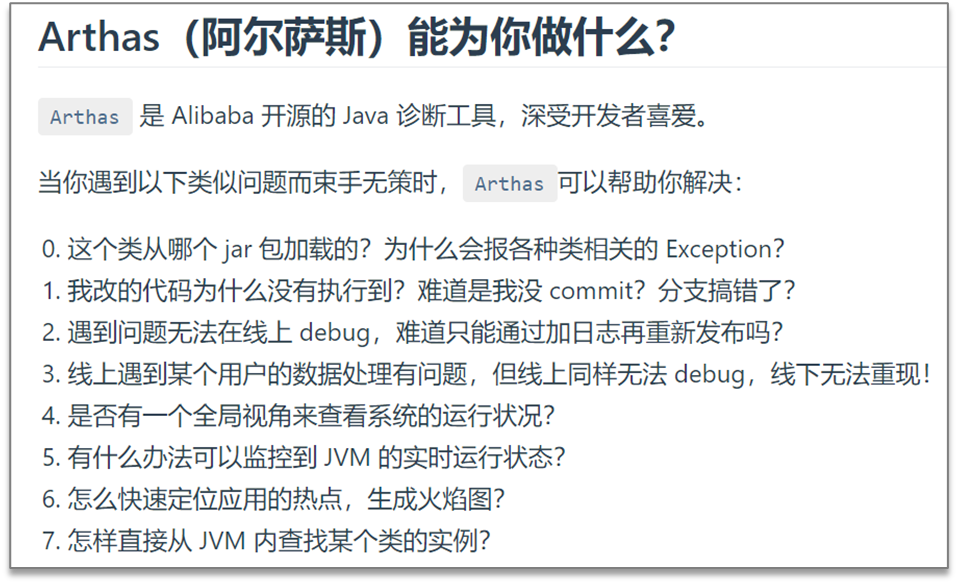 Arthas（阿尔萨斯）能为你做什么？
Arthas 是 Alibaba 开源的 Java 诊断工具，深受开发者喜爱。
当你遇到以下类似问题而束手无策时，Arthas可以帮助你解决：
0. 这个类从哪个 jar 包加载的？为什么会报各种类相关的 Exception？
1. 我改的代码为什么没有执行到？难道是我没 commit？分支搞错了？
2. 遇到问题无法在线上 debug，难道只能通过加日志再重新发布吗？
3. 线上遇到某个用户的数据处理有问题，但线上同样无法 debug，线下无法重现！
4. 是否有一个全局视角来查看系统的运行状况？
5. 有什么办法可以监控到 JVM 的实时运行状态？
6. 怎么快速定位应用的热点，生成火焰图？
7. 怎样直接从 JVM 内查找某个类的实例？